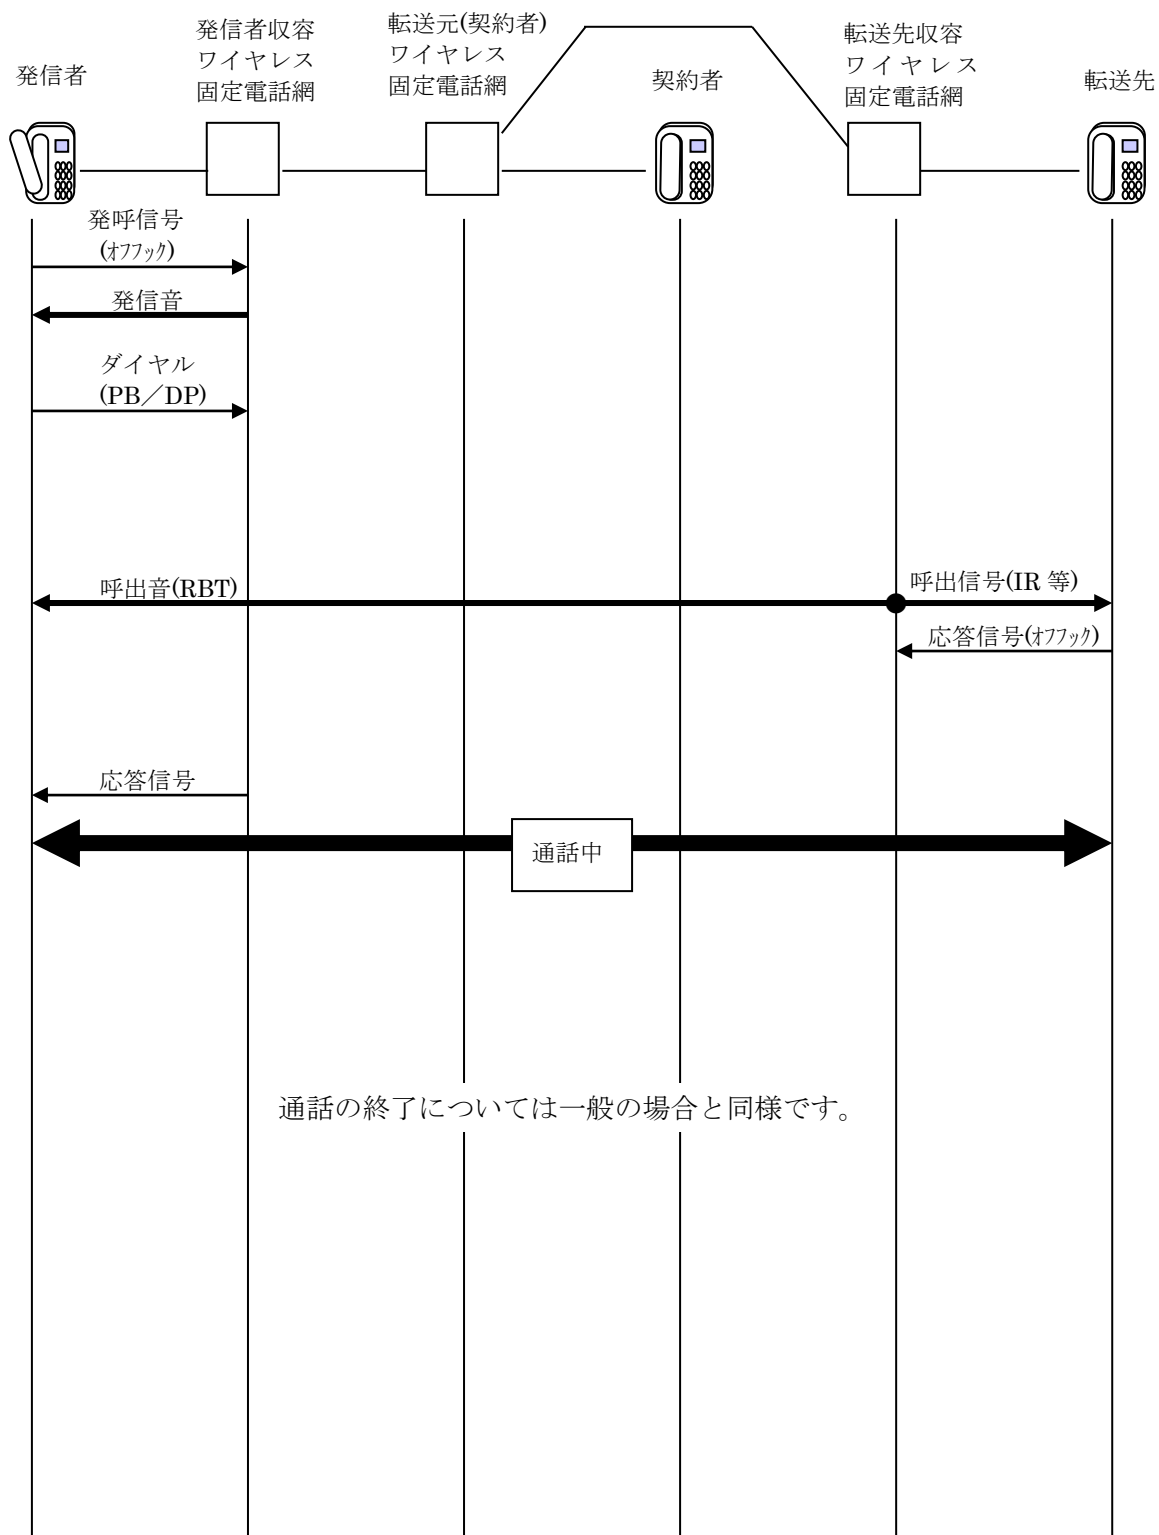 発信者
発信者収容
ワイヤレス
固定電話網
転送元(契約者)
ワイヤレス
固定電話網
契約者
転送先収容
ワイヤレス
固定電話網
転送先
発呼信号
(ｵﾌﾌｯｸ)
発信音
ダイヤル
(PB／DP)
呼出音(RBT)
呼出信号(IR 等)
応答信号(ｵﾌﾌｯｸ)
応答信号
通話中
通話の終了については一般の場合と同様です。